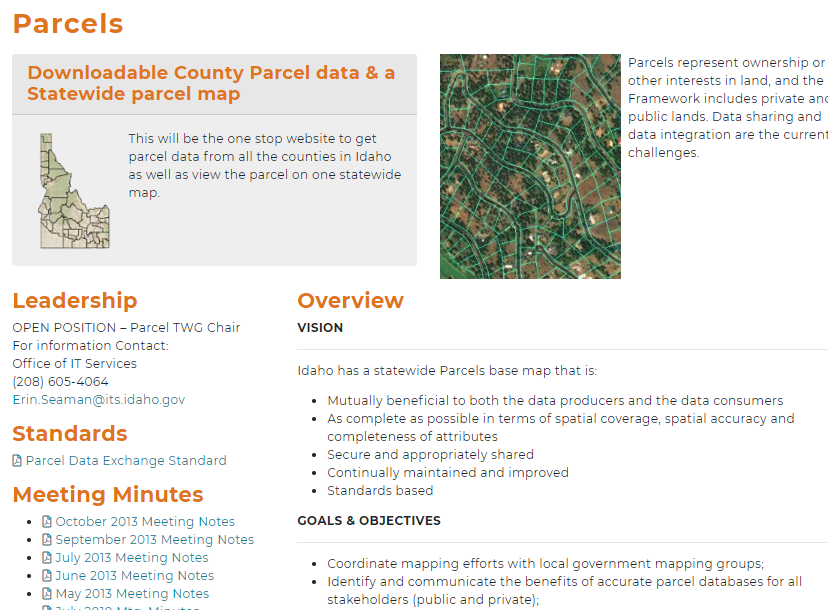 Parcels
Downloadable County Parcel data & a
Statewide parcel map
This will be the one stop website to get
parcel data from all the counties in Idaho
as well as view the parcel on one statewide
map.
Parcels represent ownership or
other interests in land, and the
Framework includes private and
public lands. Data sharing and
data integration are the current
challenges.
Leadership
OPEN POSITION – Parcel TWG Chair
For information Contact:
Office of IT Services
(208) 605-4064
Erin.Seaman@its.idaho.gov
Standards
Parcel Data Exchange Standard
Meeting Minutes
October 2013 Meeting Notes
September 2013 Meeting Notes
July 2013 Meeting Notes
June 2013 Meeting Notes
May 2013 Meeting Notes
July 2010 Mtg. Minutes
Overview
VISION
Idaho has a statewide Parcels base map that is:
Mutually beneficial to both the data producers and the data consumers
As complete as possible in terms of spatial coverage, spatial accuracy and
completeness of attributes
Secure and appropriately shared
Continually maintained and improved
Standards based
GOALS & OBJECTIVES
Coordinate mapping efforts with local government mapping groups;
Identify and communicate the benefits of accurate parcel databases for all
stakeholders (public and private);